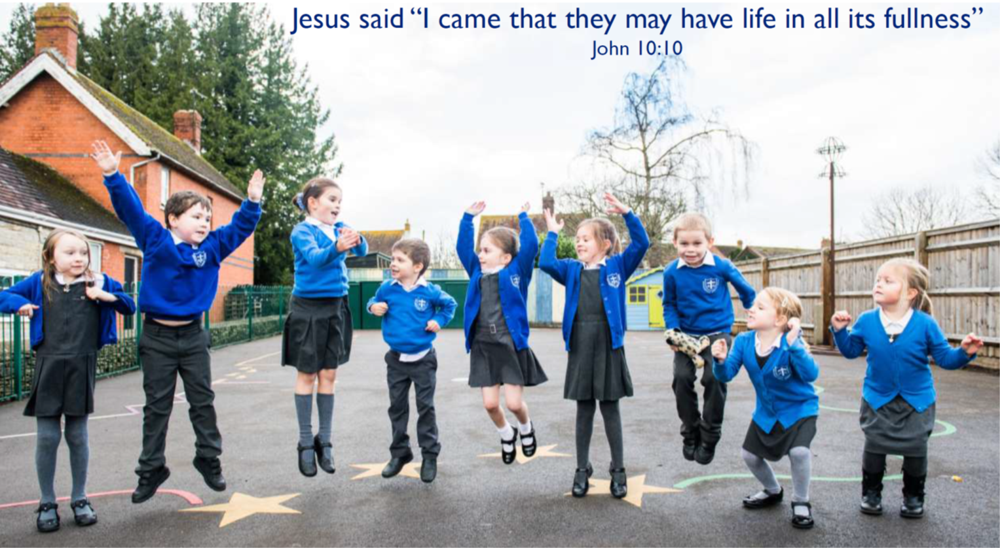 Jesus said “I came that they may have life in all its fullness”
John 10:10